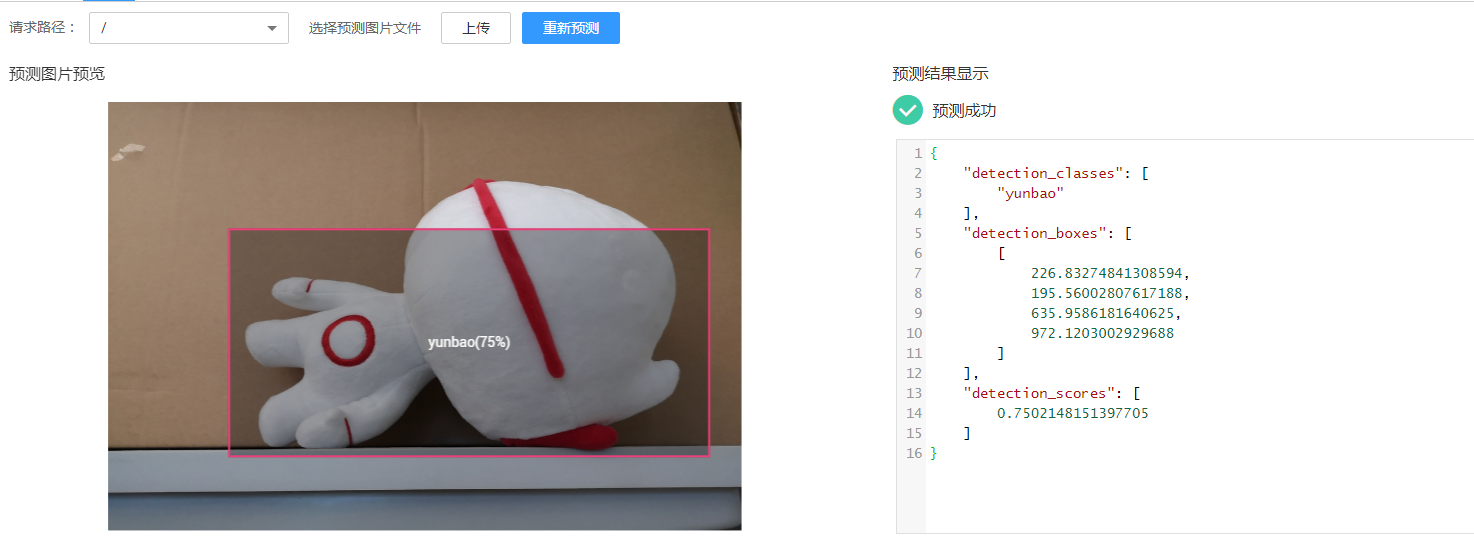 请求路径： / 选择预测图片文件 上传 重新预测
预测图片预览
yunbao(75%)
预测结果显示
预测成功
1 {
2 "detection_classes": [
3 "yunbao"
4 ],
5 "detection_boxes": [
6 [
7 226.83274841308594,
8 195.56002807617188,
9 635.9586181640625,
10 972.1203002929688
11 ]
12 ],
13 "detection_scores": [
14 0.7502148151397705
15 ]
16 }